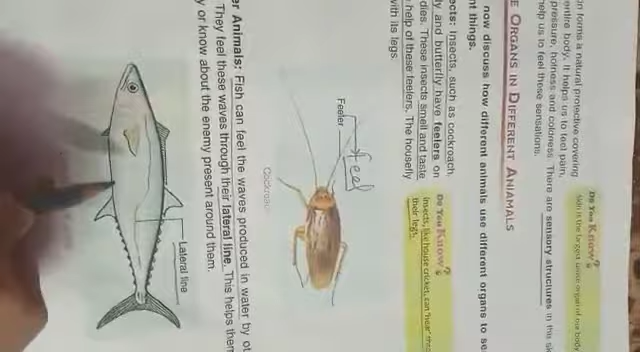 in forms a natural protective covering
entire body. It helps us to feel pain,
pressure, hotness and coldness. There are sensory structures in the
help us to feel these sensations.
Do You Know?
Skin is the largest sense organ of our body
E ORGANS IN DIFFERENT ANIAMALS
now discuss how different animals use different organs to
nt things.
ects: Insects, such as cockroach,
ly and butterfly have feelers on
dies. These insects smell and taste
help of these feelers. The housefly
with its legs.
Do You Know?
Insects, like house cricket, can "hear"
their legs.
Feeler
Feel
Cockroach
er Animals: Fish can feel the waves produced in water by
They feel these waves through their lateral line. This helps
y or know about the enemy present around them.
Lateral line